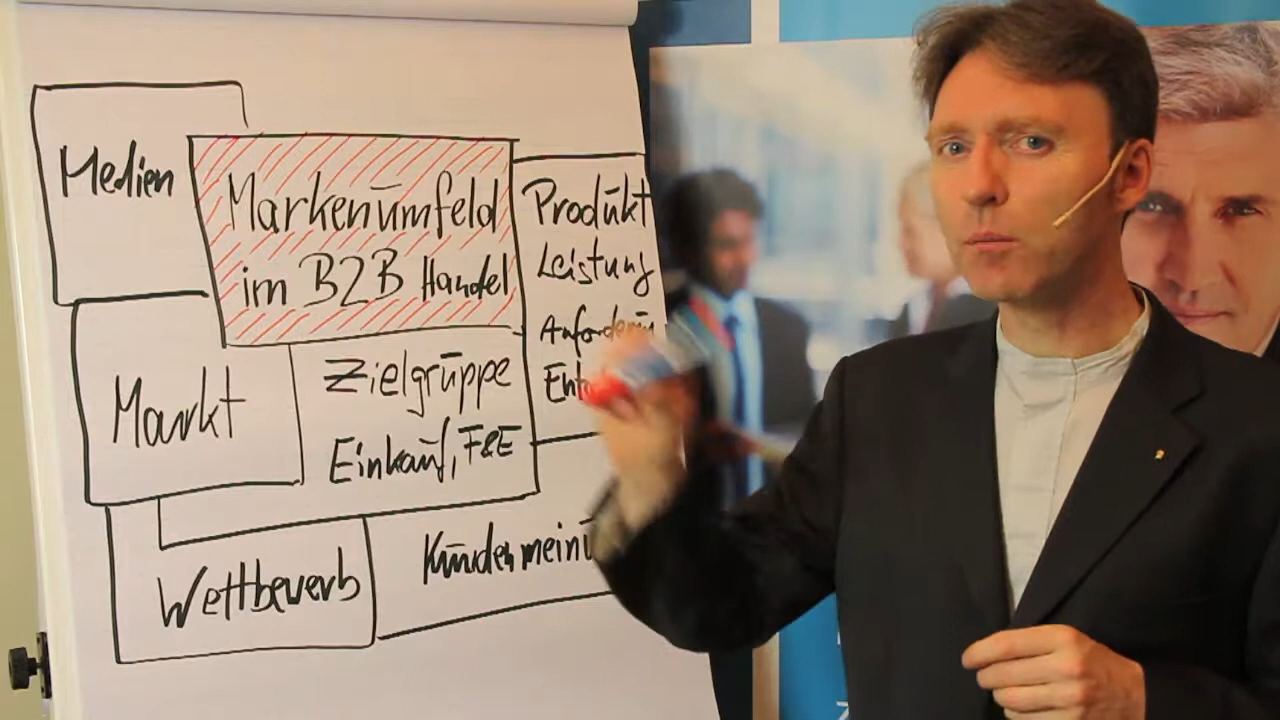 Medien
Markenumfeld
im B2B Handel
Produkt
Leistung
Markt
Zielgruppe
Einkauf, F&E
Wettbewerb